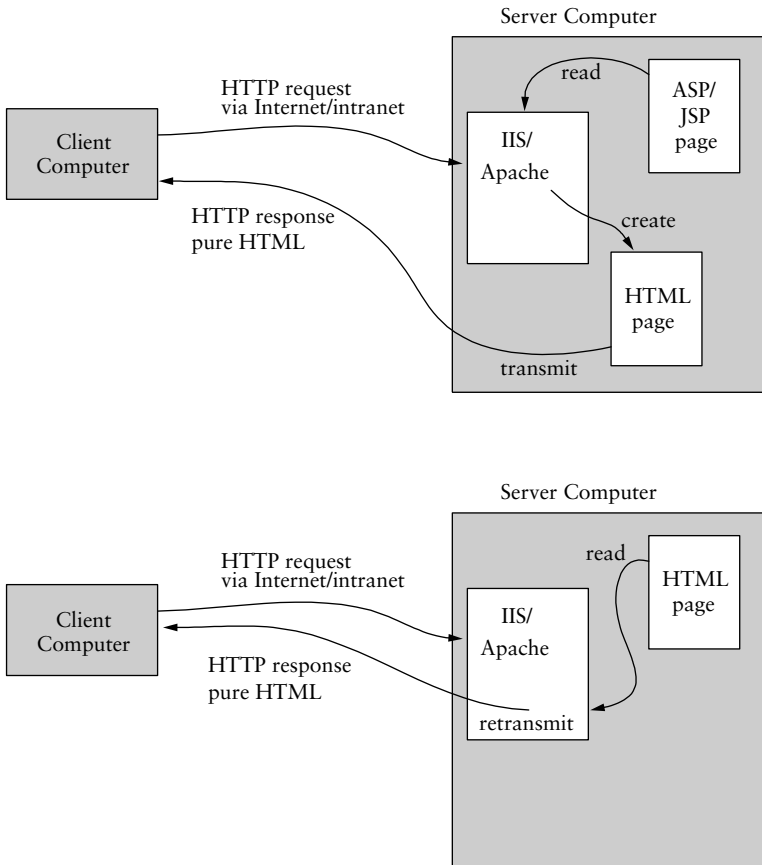 Server Computer
HTTP request
via Internet/intranet
read
ASP/
JSP
page
Client
Computer
IIS/
Apache
HTTP response
pure HTML
create
HTML
page
transmit
Server Computer
HTTP request
via Internet/intranet
read
HTML
page
Client
Computer
IIS/
Apache
HTTP response
pure HTML
retransmit